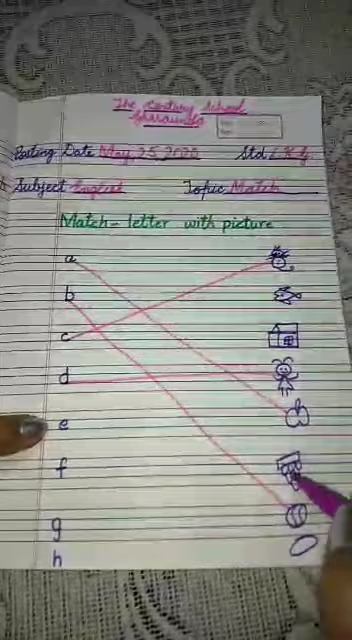 The Century School
Posting Date May 25 2020 Std L.K.G
Subject English Topic Match
Match - letter with picture
a
b
c
d
e
f
g
h